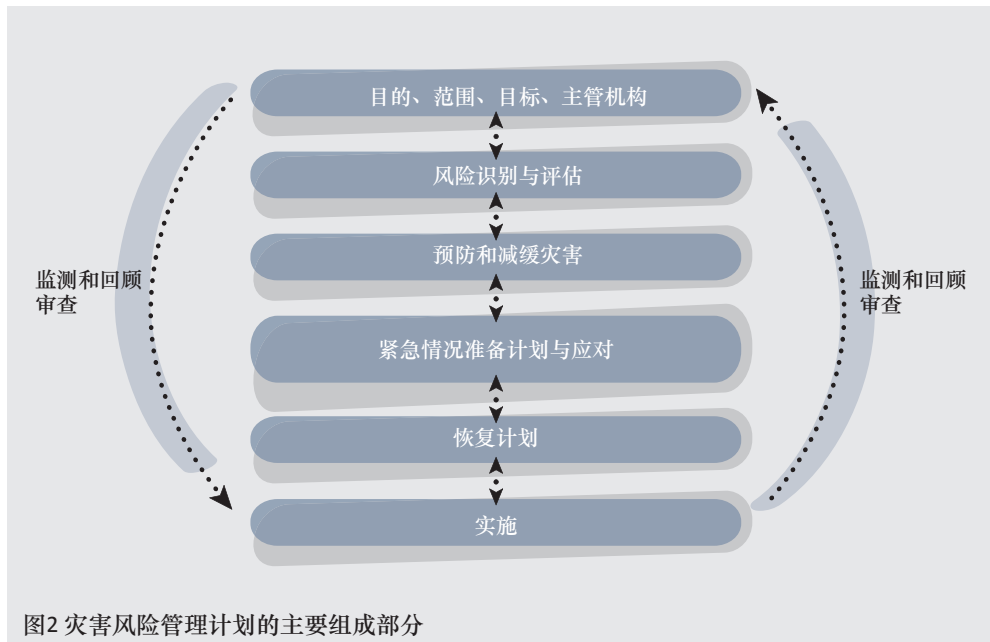 目的、范围、目标、主管机构
风险识别与评估
预防和减缓灾害
监测和回顾
审查
监测和回顾
审查
紧急情况准备计划与应对
恢复计划
实施
图2 灾害风险管理计划的主要组成部分